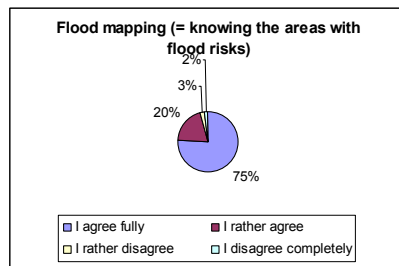 Flood mapping (= knowing the areas with
flood risks)
2%
3%
20%
75%
I agree fully
I rather agree
I rather disagree
I disagree completely